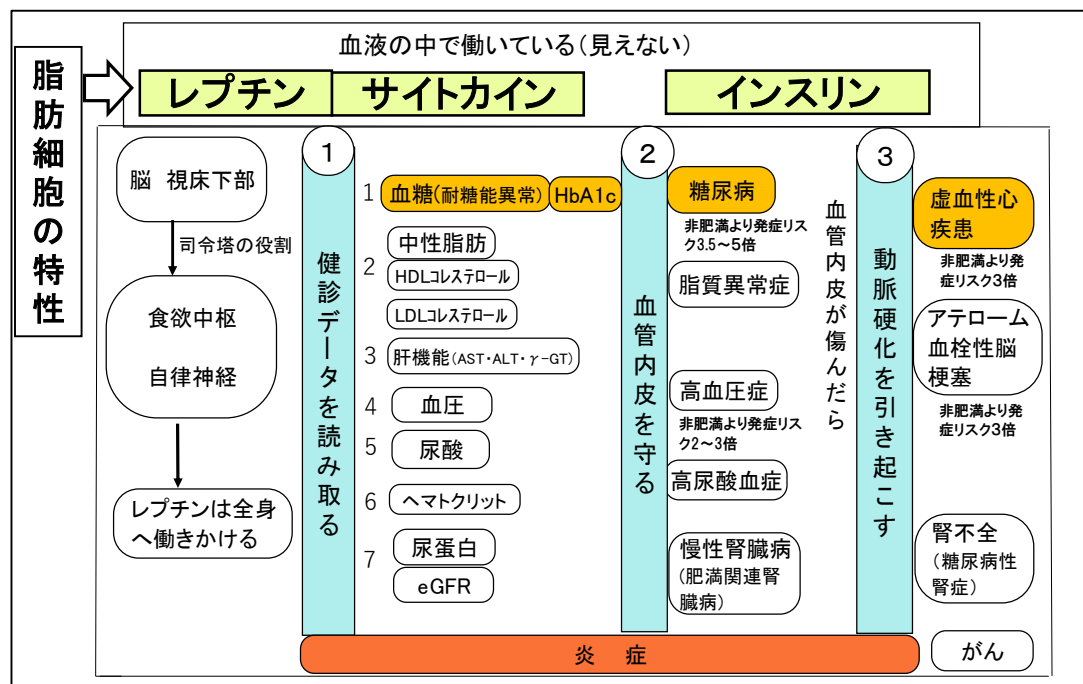 脂肪細胞の特性
血液の中で働いている(見えない)
レプチン
サイトカイン
インスリン
脳 視床下部
司令塔の役割
食欲中枢
自律神経
レプチンは全身
へ働きかける
1
健診データを読み取る
1
血糖(耐糖能異常)
HbA1c
2
中性脂肪
HDLコレステロール
LDLコレステロール
3
肝機能(AST・ALT・γ-GT)
4
血圧
5
尿酸
6
ヘマトクリット
7
尿蛋白
eGFR
2
血管内皮を守る
糖尿病
非肥満より発症リス
ク3.5~5倍
脂質異常症
高血圧症
非肥満より発症リス
ク2~3倍
高尿酸血症
慢性腎臓病
(肥満関連腎
臓病)
血管内皮が傷んだら
3
動脈硬化を引き起こす
虚血性心
疾患
非肥満より発
症リスク3倍
アテローム
血栓性脳
梗塞
非肥満より発
症リスク3倍
腎不全
(糖尿病性
腎症)
がん
炎 症